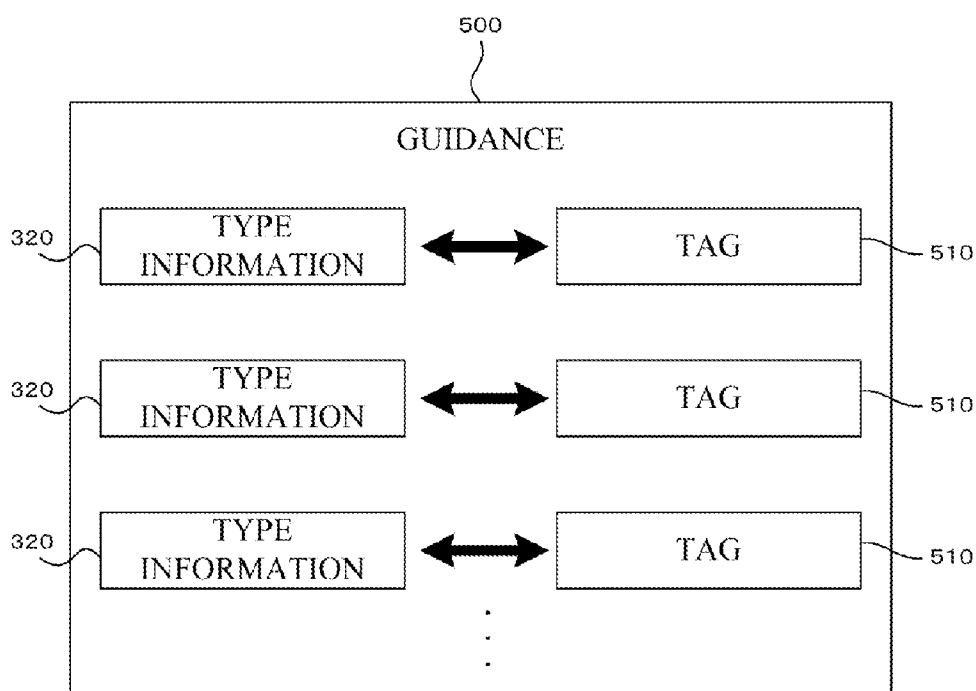 500
GUIDANCE
320
TYPE
INFORMATION
TAG
510
320
TYPE
INFORMATION
TAG
510
320
TYPE
INFORMATION
TAG
510